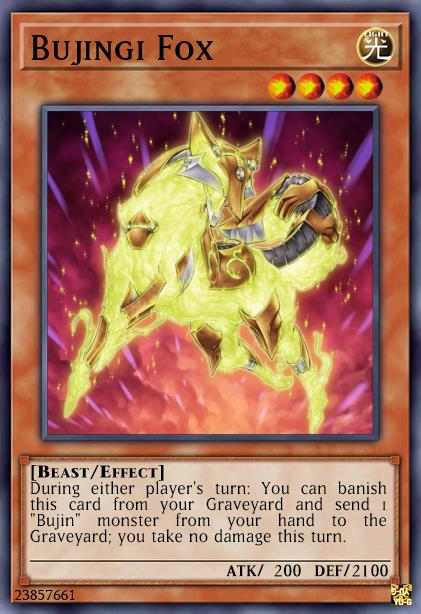 Bujingi Fox
LIGHT
光
[Beast/Effect]
During either player's turn: You can banish
this card from your Graveyard and send 1
"Bujin" monster from your hand to the
Graveyard; you take no damage this turn.
ATK/ 200 DEF/2100
23857661